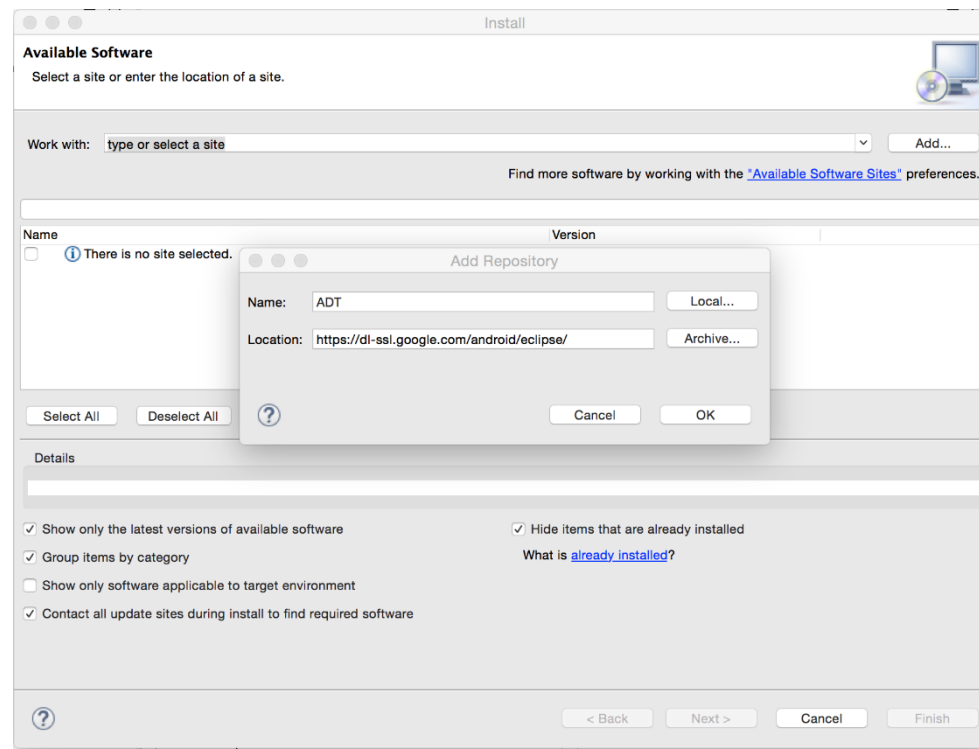 Install
Available Software
Select a site or enter the location of a site.
Work with: type or select a site Add...
Find more software by working with the "Available Software Sites" preferences.
Name Version
There is no site selected.
Add Repository
Name: ADT Local...
Location: https://dl-ssl.google.com/android/eclipse/ Archive...
? Cancel OK
Select All Deselect All
Details
Show only the latest versions of available software Hide items that are already installed
Group items by category What is already installed?
Show only software applicable to target environment
Contact all update sites during install to find required software
? < Back Next > Cancel Finish